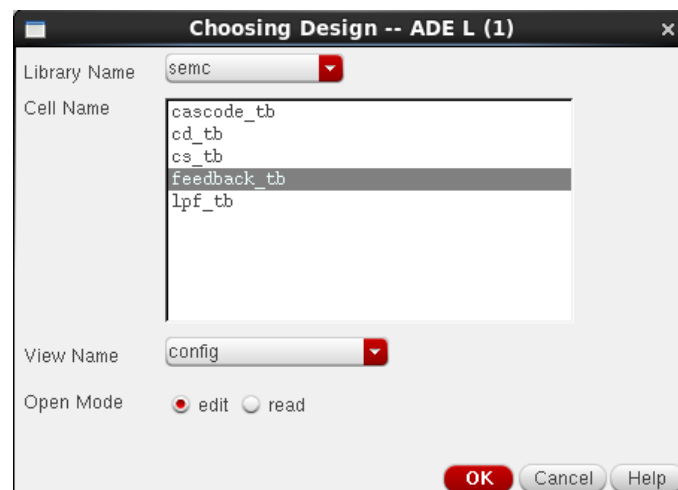 Choosing Design -- ADE L (1)
Library Name semc
Cell Name
cascode_tb
cd_tb
cs_tb
feedback_tb
lpf_tb
View Name config
Open Mode edit read
OK Cancel Help